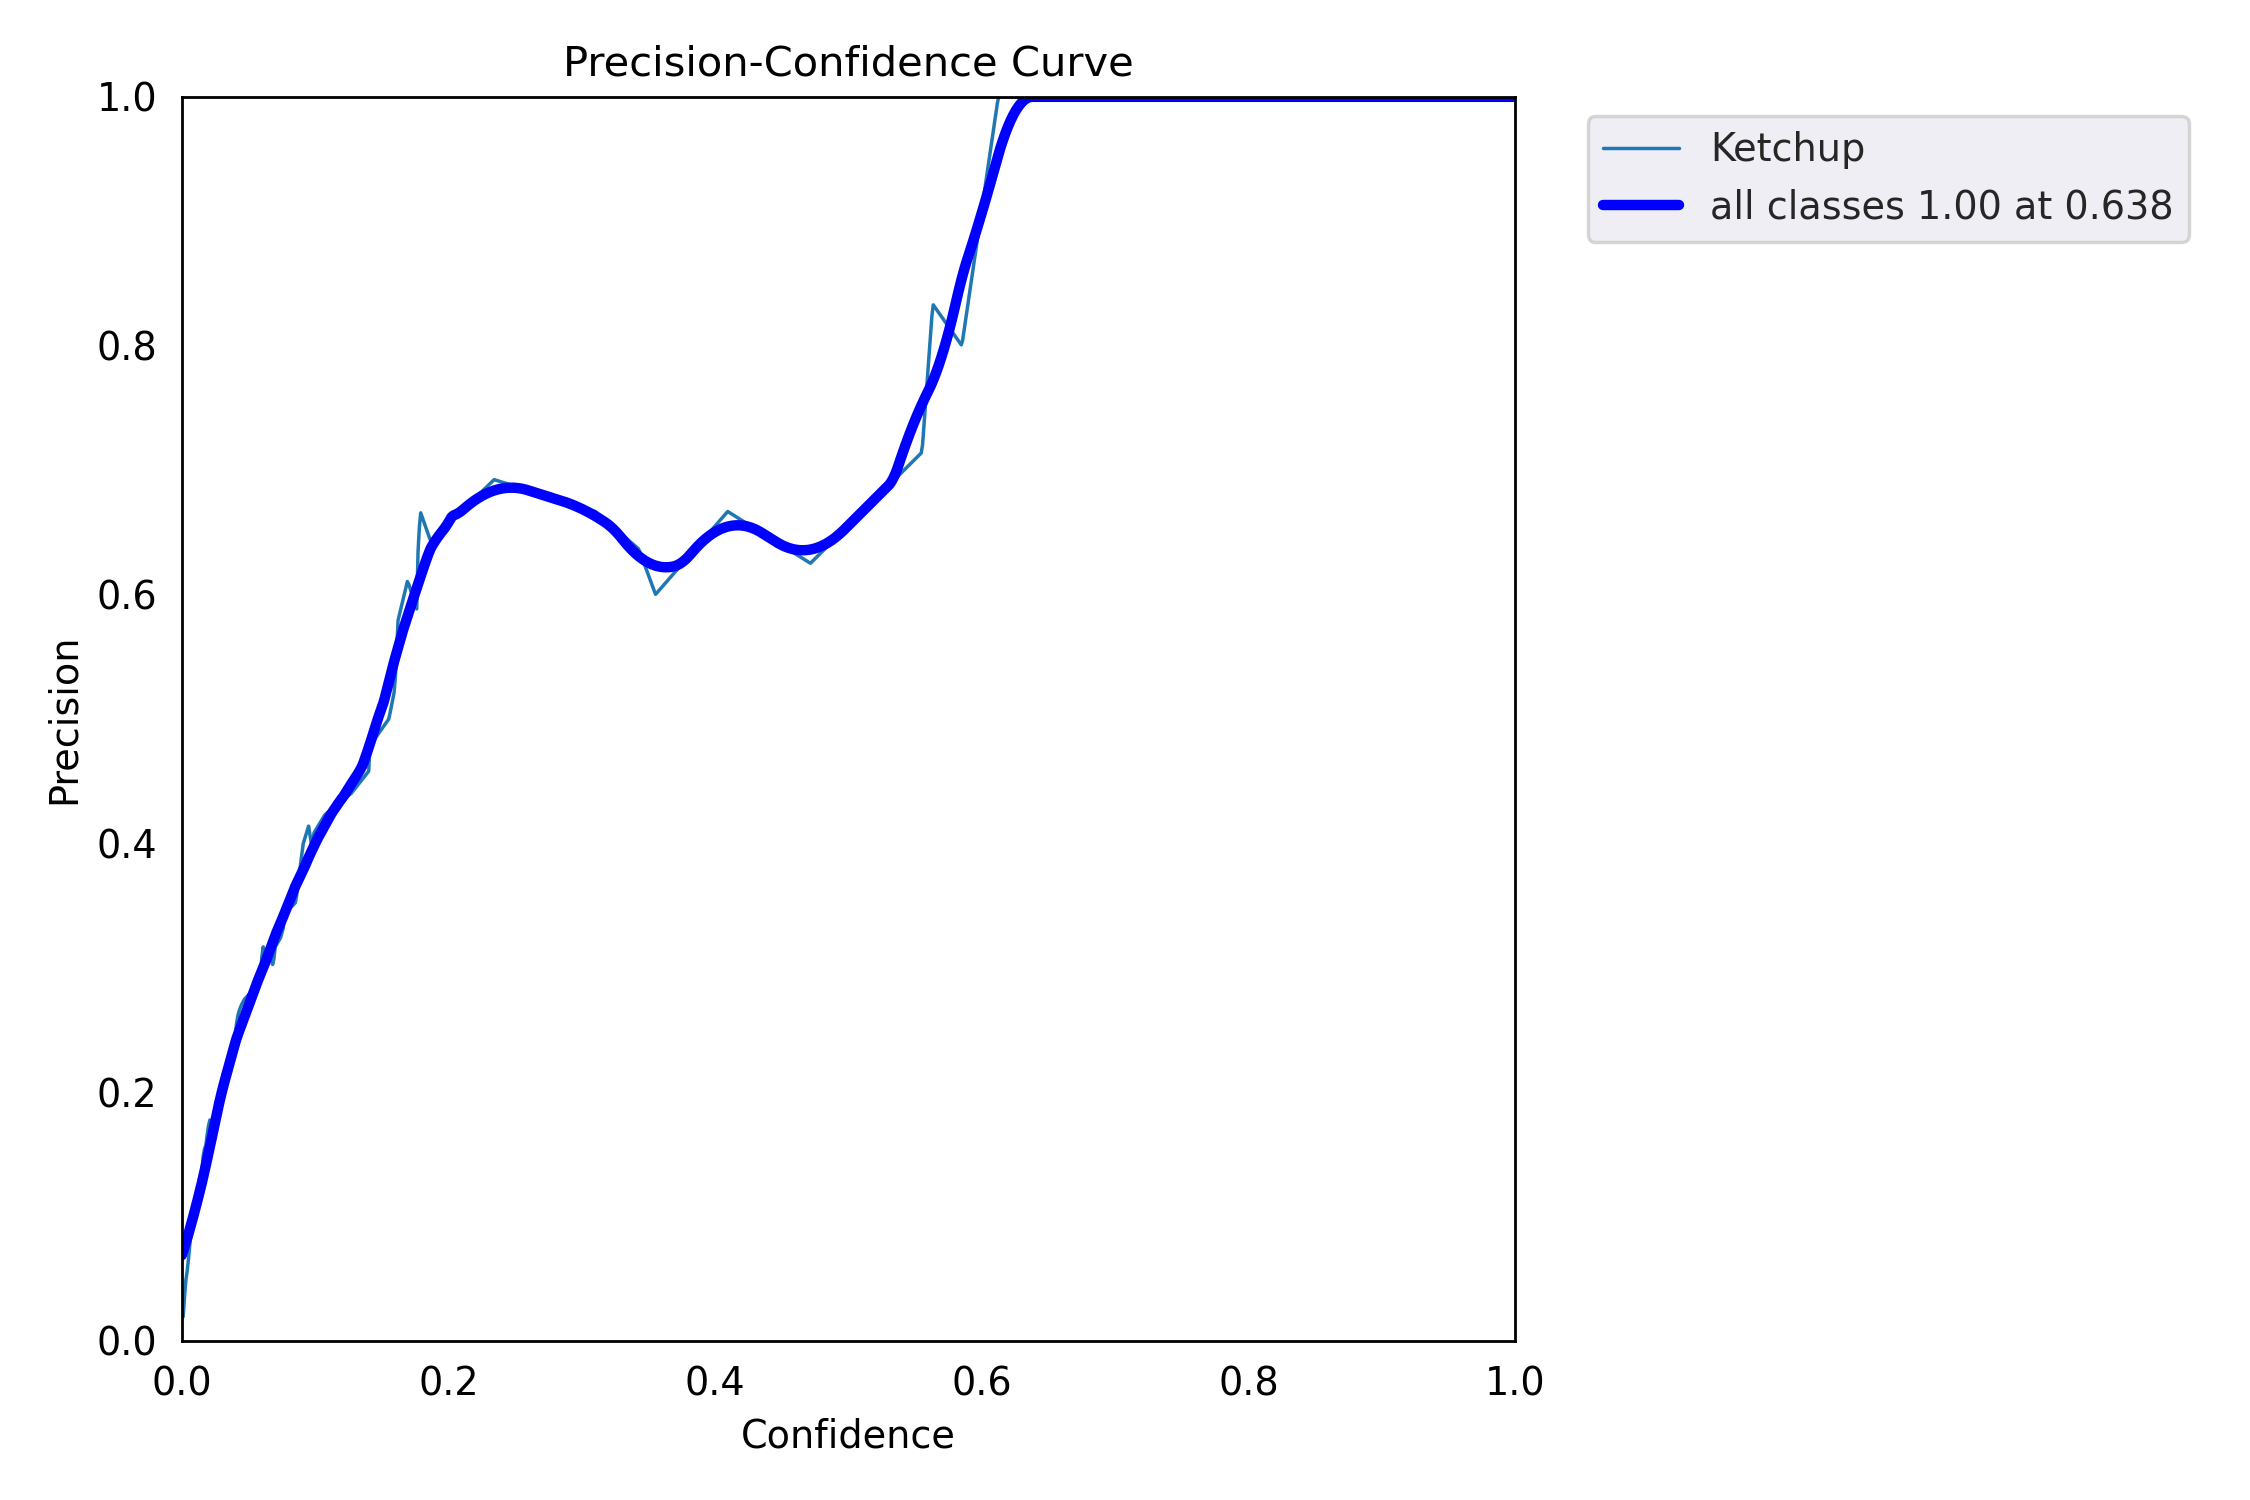 Precision-Confidence Curve
1.0
0.8
0.6
0.4
0.2
0.0
Precision
0.0 0.2 0.4 0.6 0.8 1.0
Confidence
Ketchup
all classes 1.00 at 0.638